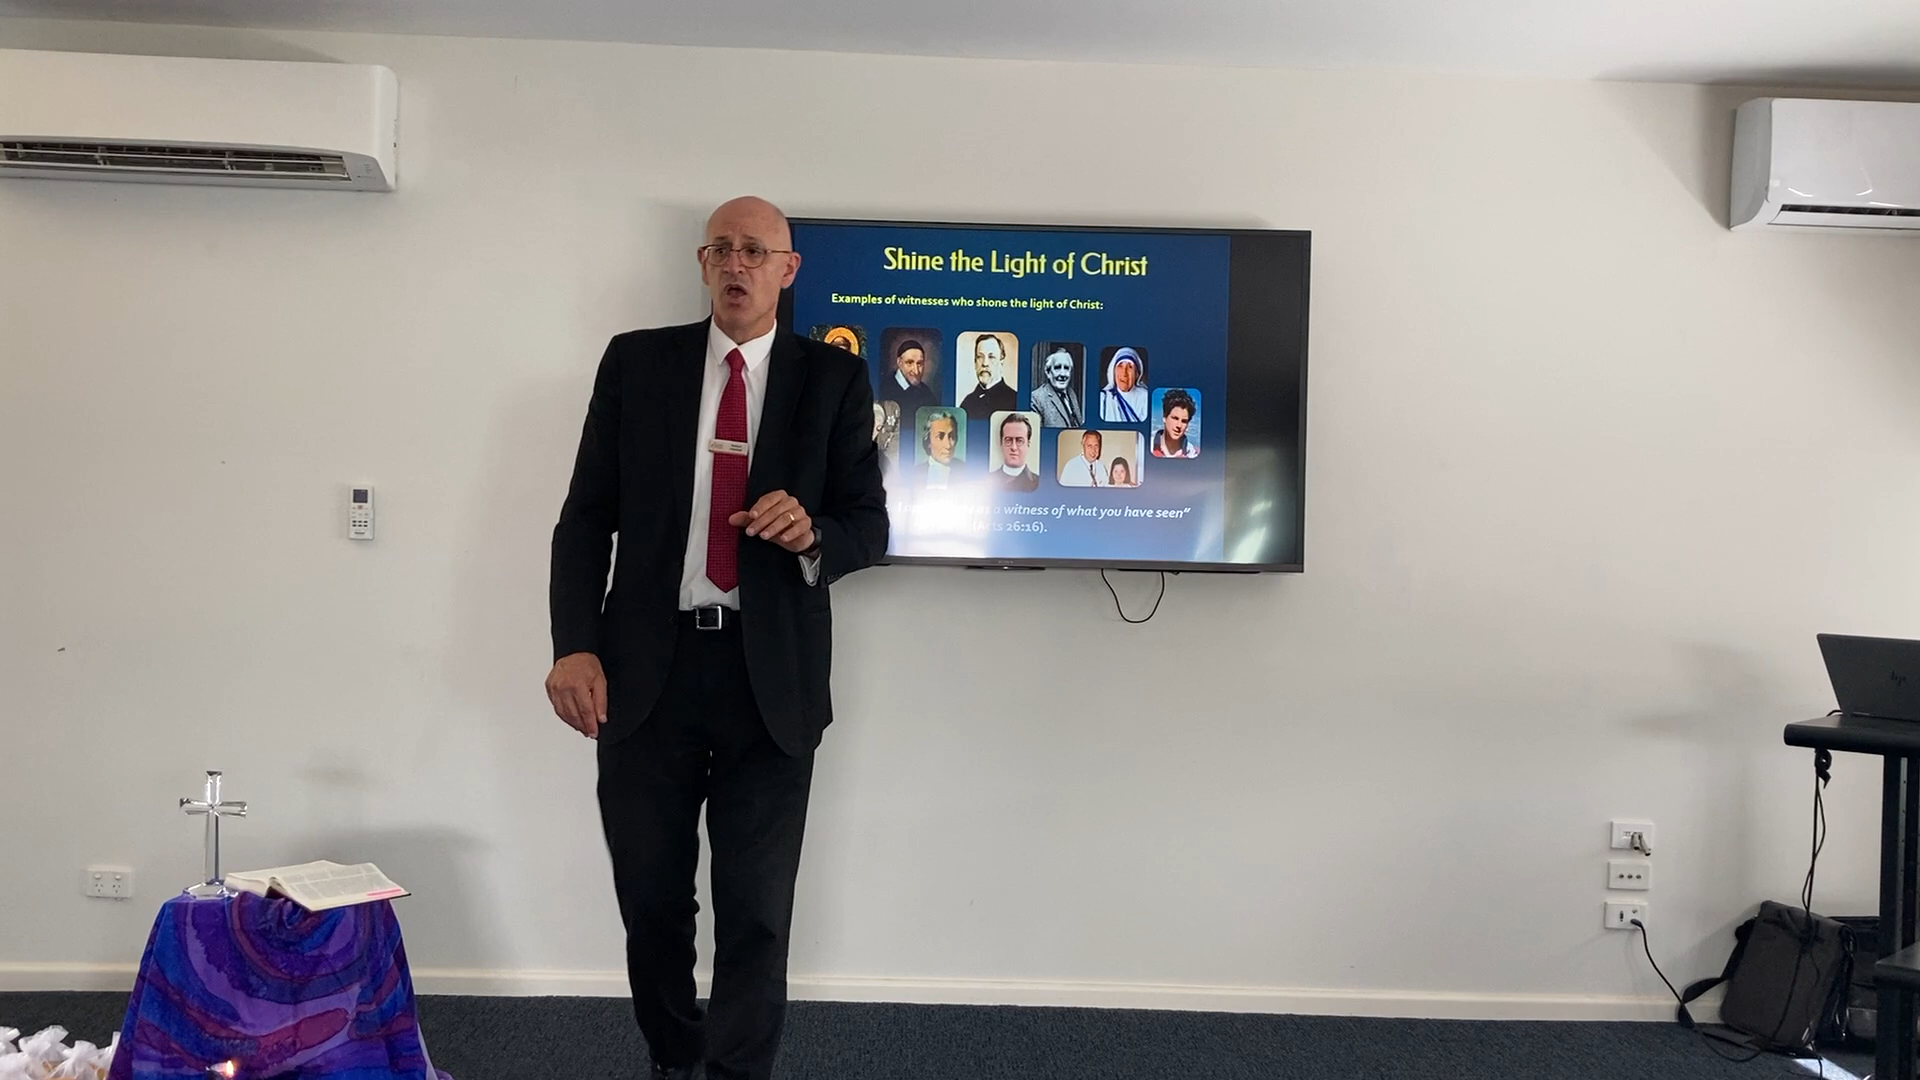 Shine the Light of Christ
Examples of witnesses who shone the light of Christ:
a witness of what you have seen"
(Acts 26:16).
hp